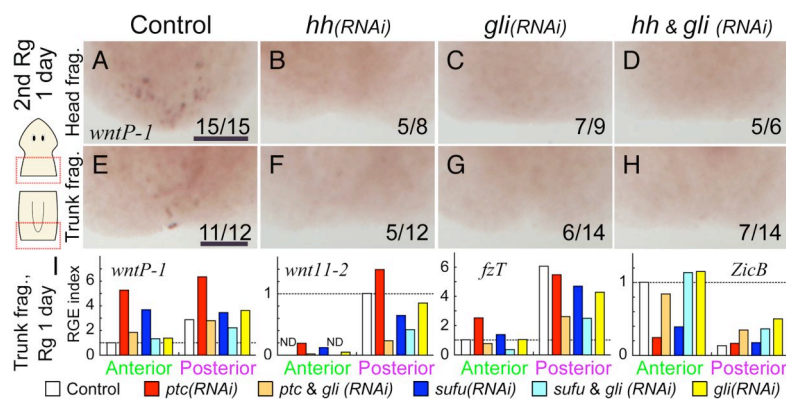 Control hh(RNAi) gli(RNAi) hh & gli (RNAi)
2nd Rg
1 day
Head frag.
A B C D
wntP-1 15/15 5/8 7/9 5/6
Trunk frag.
E F G H
11/12 5/12 6/14 7/14
Trunk frag.,
Rg 1 day
RGE index
wntP-1 wnt11-2 fzT ZicB
6
4
2
0
1
0
ND ND
6
4
2
0
1
0
Anterior Posterior Anterior Posterior Anterior Posterior Anterior Posterior
Control ptc(RNAi) ptc & gli (RNAi) sufu(RNAi) sufu & gli (RNAi) gli(RNAi)